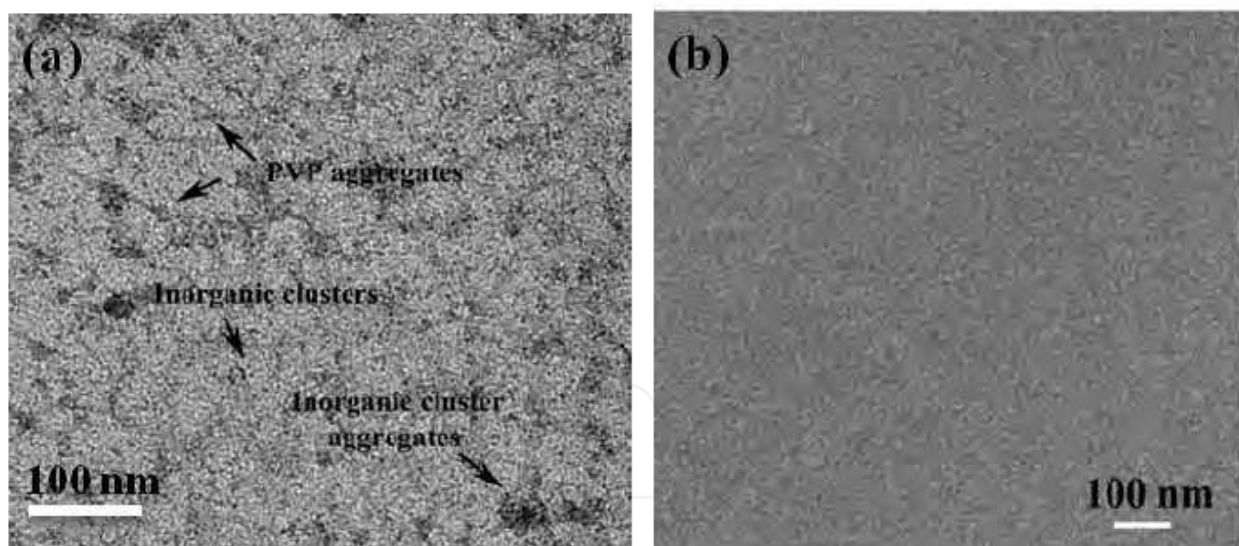 (a)
PVP aggregates
Inorganic clusters
Inorganic cluster
aggregates
100 nm
(b)
100 nm